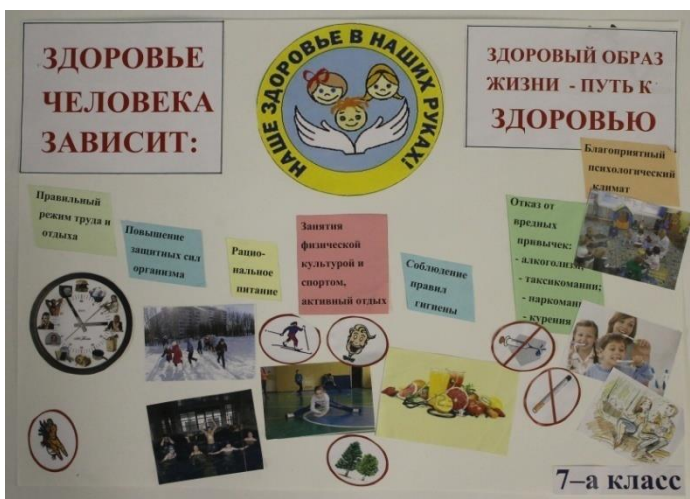 ЗДОРОВЬЕ
ЧЕЛОВЕКА
ЗАВИСИТ:
НАШЕ ЗДОРОВЬЕ В НАШИХ РУКАХ!
ЗДОРОВЫЙ ОБРАЗ
ЖИЗНИ - ПУТЬ К
ЗДОРОВЬЮ
Благоприятный
психологический
климат
Правильный
режим труда и
отдыха
Повышение
защитных сил
организма
Рацио-
нальное
питание
Занятия
физической
культурой и
спортом,
активный отдых
Соблюдение
правил
гигиены
Отказ от
вредных
привычек:
- алкоголизм;
- таксикомании;
- наркомани
- курения
7–а класс